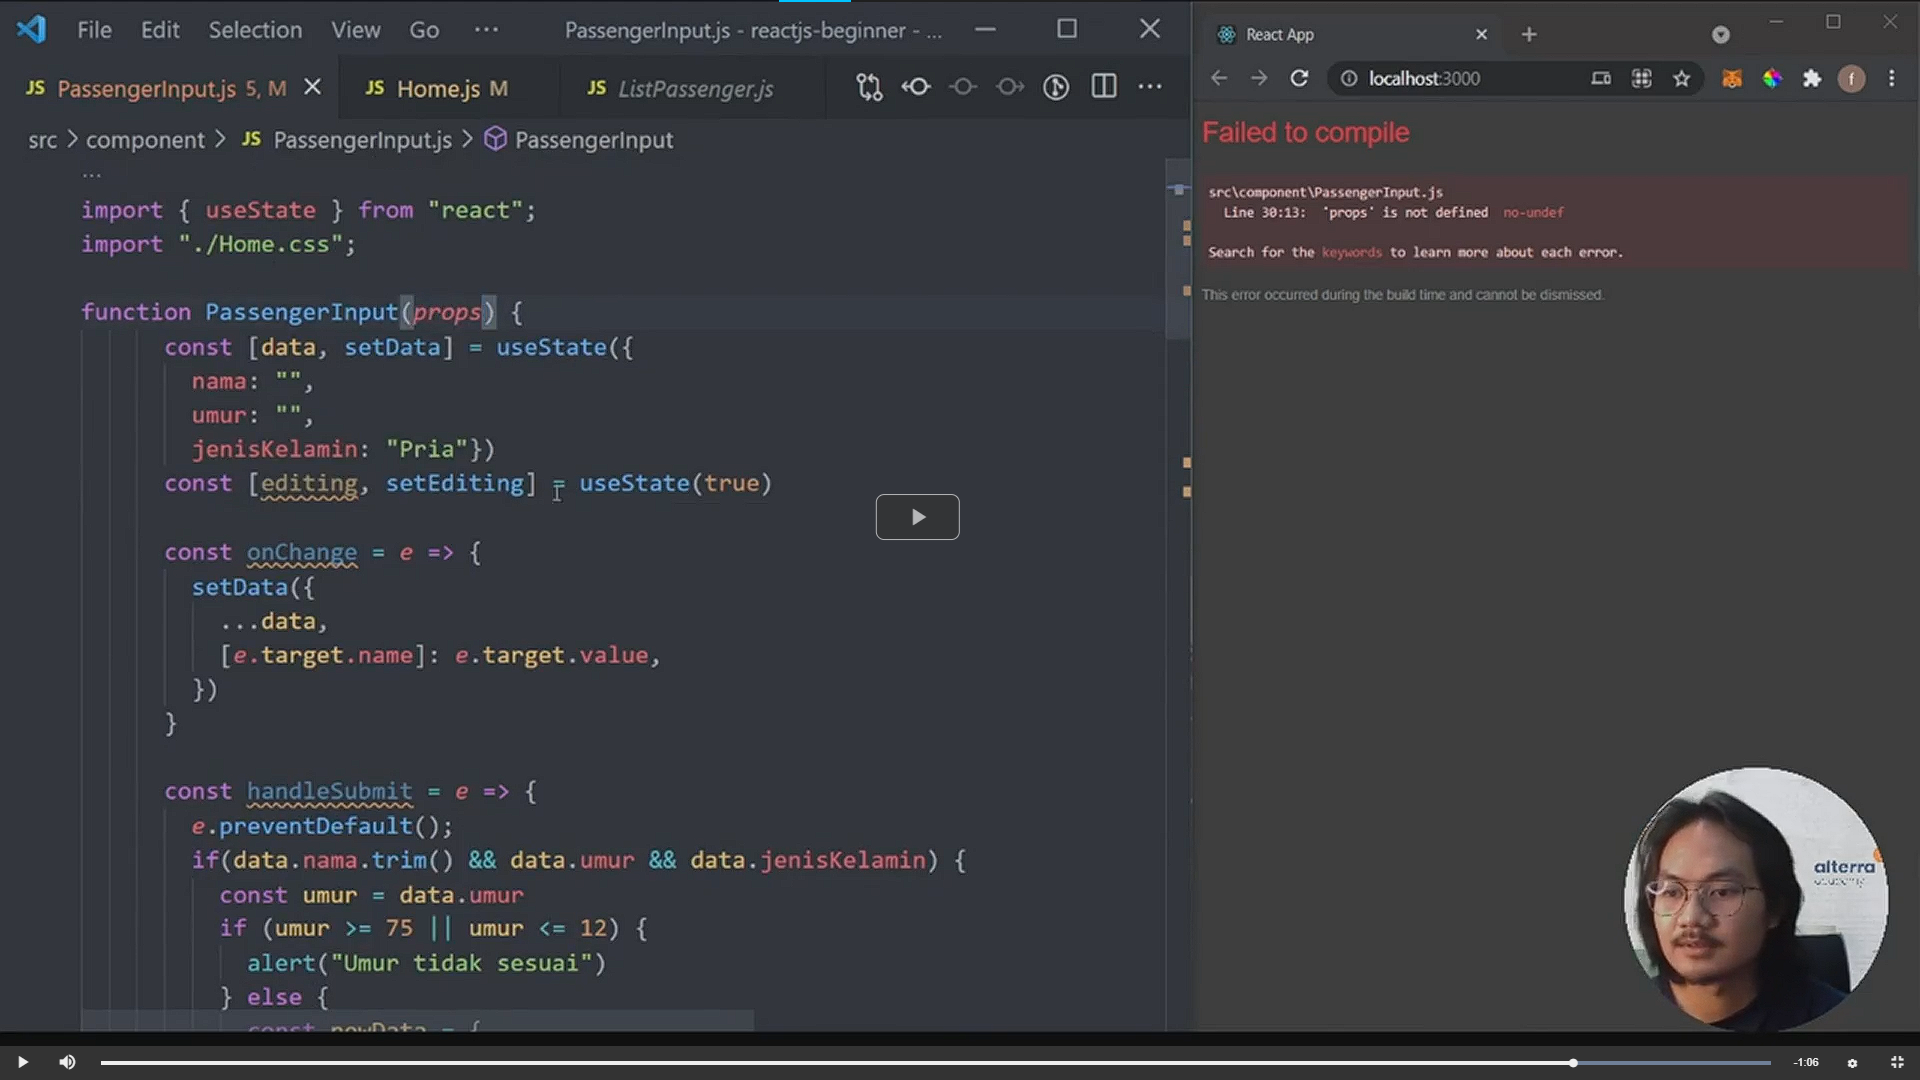 File Edit View Go ··· PassengerInput.js - reactjs-beginner - ...
JS PassengerInput.js 5, M JS Home.js M JS ListPassenger.js
src > component > JS PassengerInput.js > PassengerInput
...
import { useState } from "react";
import "./Home.css";
function PassengerInput(props) {
const [data, setData] = useState({
nama: "",
umur: "",
jenisKelamin: "Pria"})
const [editing, setEditing] = useState(true)
const onChange = e => {
setData({
...data,
[e.target.name]: e.target.value,
})
}
const handleSubmit = e => {
e.preventDefault();
if(data.nama.trim() && data.umur && data.jenisKelamin) {
const umur = data.umur
if (umur >= 75 || umur <= 12) {
alert("Umur tidak sesuai")
} else {
const newData = {
React App
localhost:3000
f
Failed to compile
src\component\PassengerInput.js
Line 30:13: 'props' is not defined no-undef
Search for the keywords to learn more about each error.
This error occurred during the build time and cannot be dismissed.
alterra
academy
-1:06